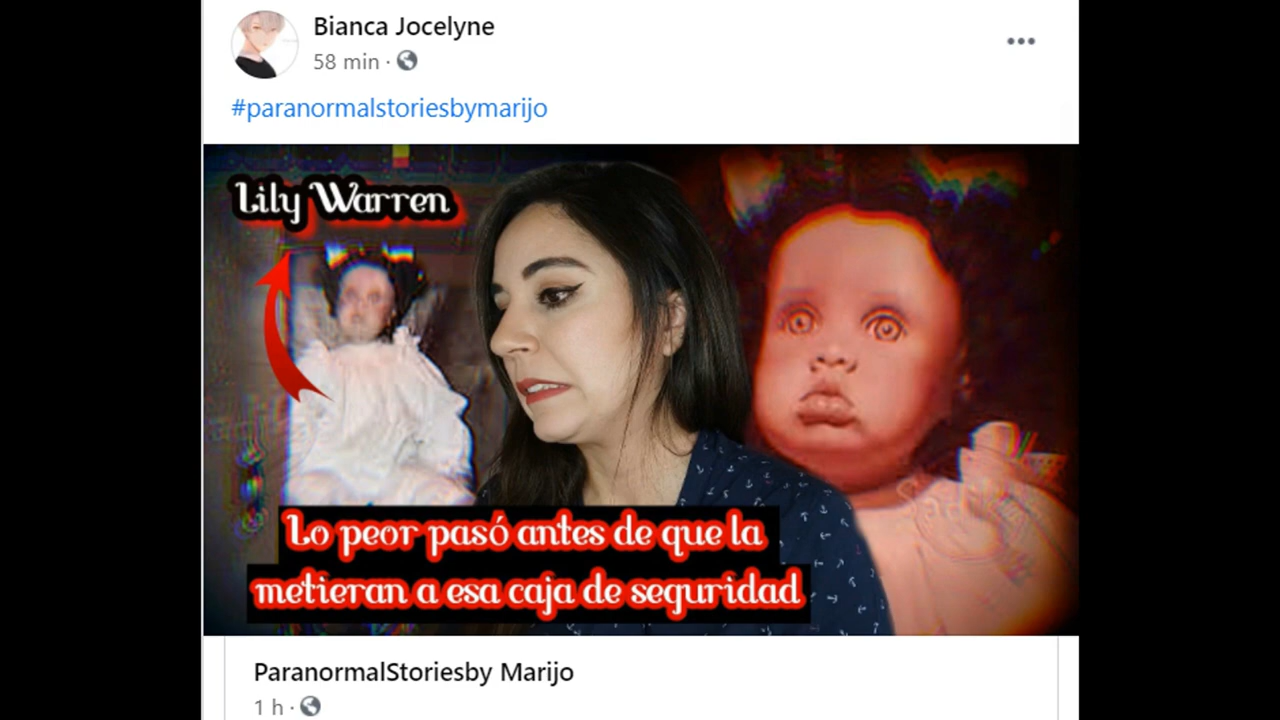 Bianca Jocelyne
58 min ·
#paranormalstoriesbymarijo
Lily Warren
Lo peor pasó antes de que la
metieran a esa caja de seguridad
ParanormalStoriesby Marijo
1 h ·